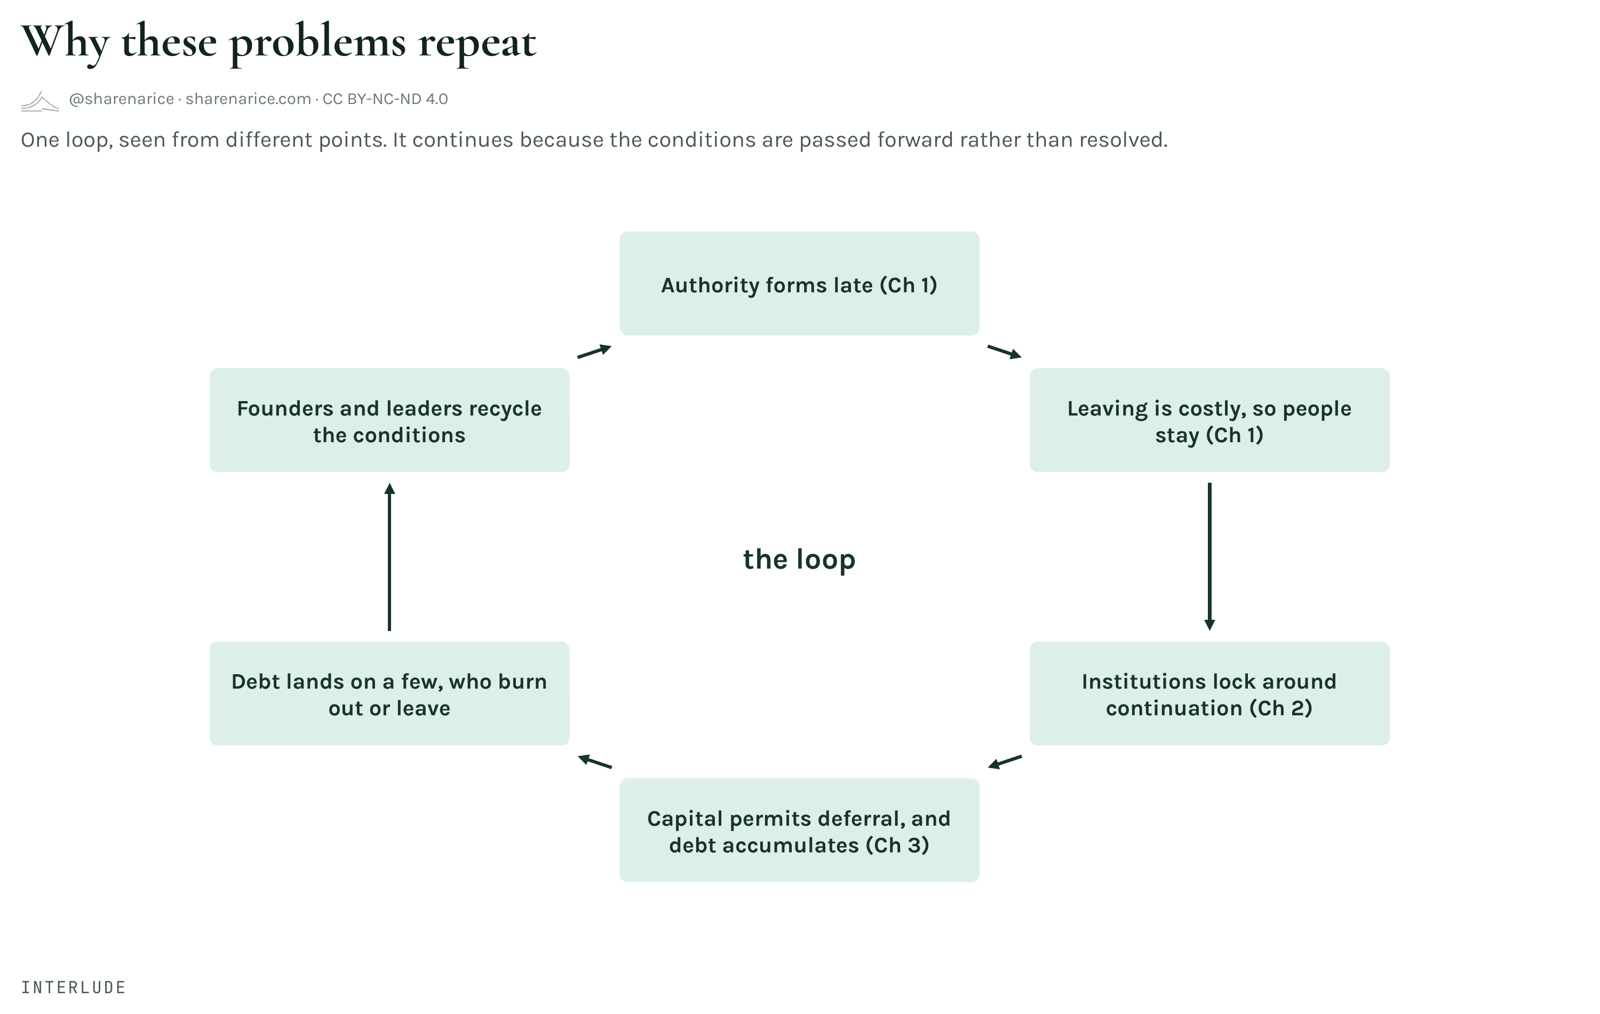 Why these problems repeat
@sharenarice · sharenarice.com · CC BY-NC-ND 4.0
One loop, seen from different points. It continues because the conditions are passed forward rather than resolved.
Authority forms late (Ch 1)
Founders and leaders recycle
the conditions
Leaving is costly, so people
stay (Ch 1)
the loop
Debt lands on a few, who burn
out or leave
Institutions lock around
continuation (Ch 2)
Capital permits deferral, and
debt accumulates (Ch 3)
INTERLUDE